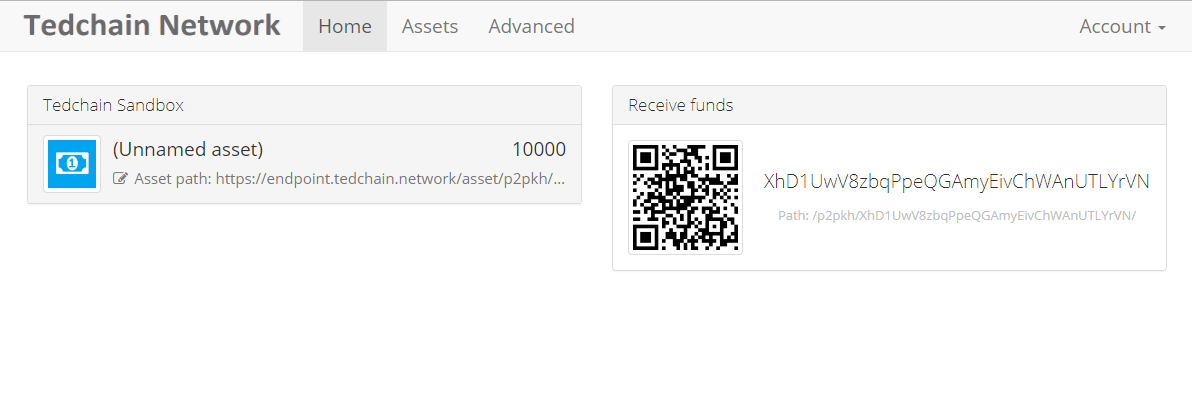 Tedchain Network Home Assets Advanced Account
Tedchain Sandbox
(Unnamed asset) 10000
Asset path: https://endpoint.tedchain.network/asset/p2pkh/...
Receive funds
XhD1UwV8zbqPpeQGAmyEivChWAnUTLYrVN
Path: /p2pkh/XhD1UwV8zbqPpeQGAmyEivChWAnUTLYrVN/